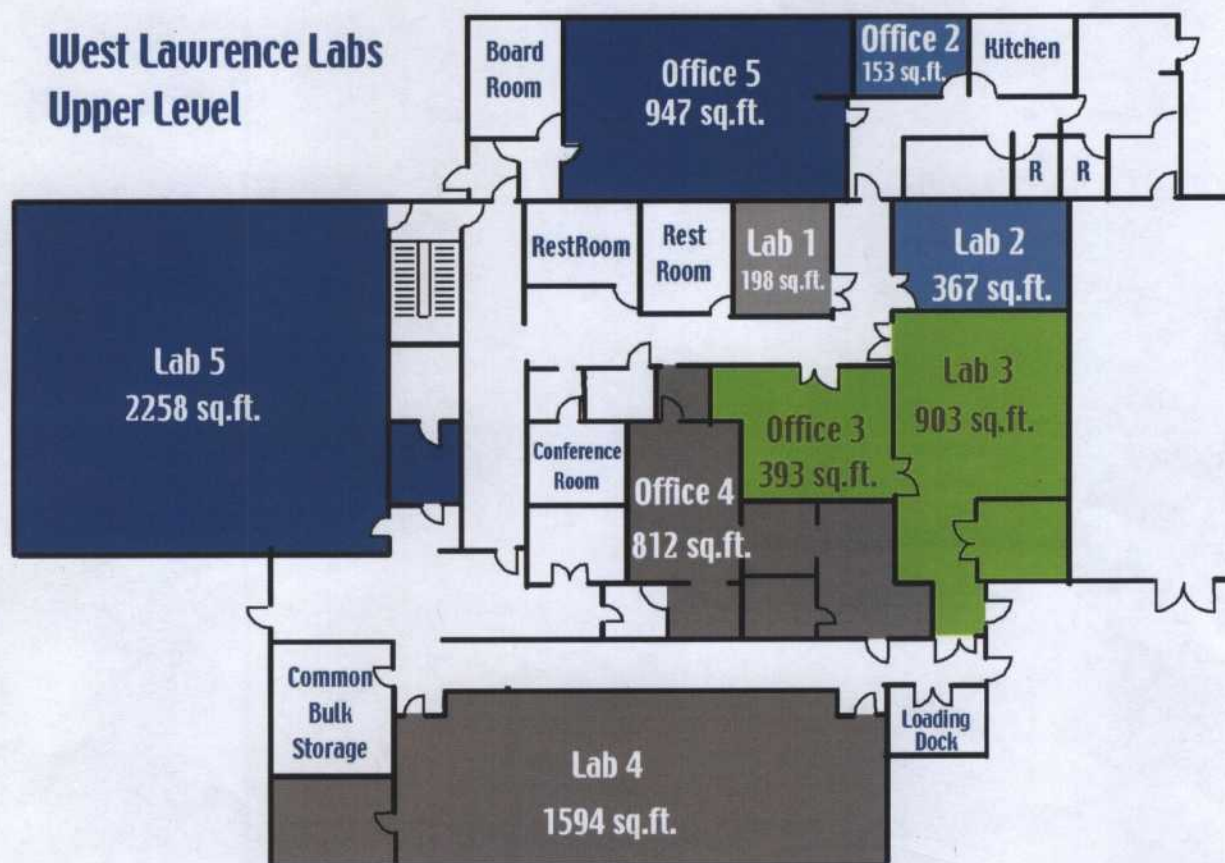 West Lawrence Labs
Upper Level
Board
Room
Office 5
947 sq.ft.
Office 2
153 sq.ft.
Kitchen
R
R
RestRoom
Rest
Room
Lab 1
198 sq.ft.
Lab 2
367 sq.ft.
Lab 5
2258 sq.ft.
Lab 3
903 sq.ft.
Office 3
393 sq.ft.
Conference
Room
Office 4
812 sq.ft.
Common
Bulk
Storage
Loading
Dock
Lab 4
1594 sq.ft.